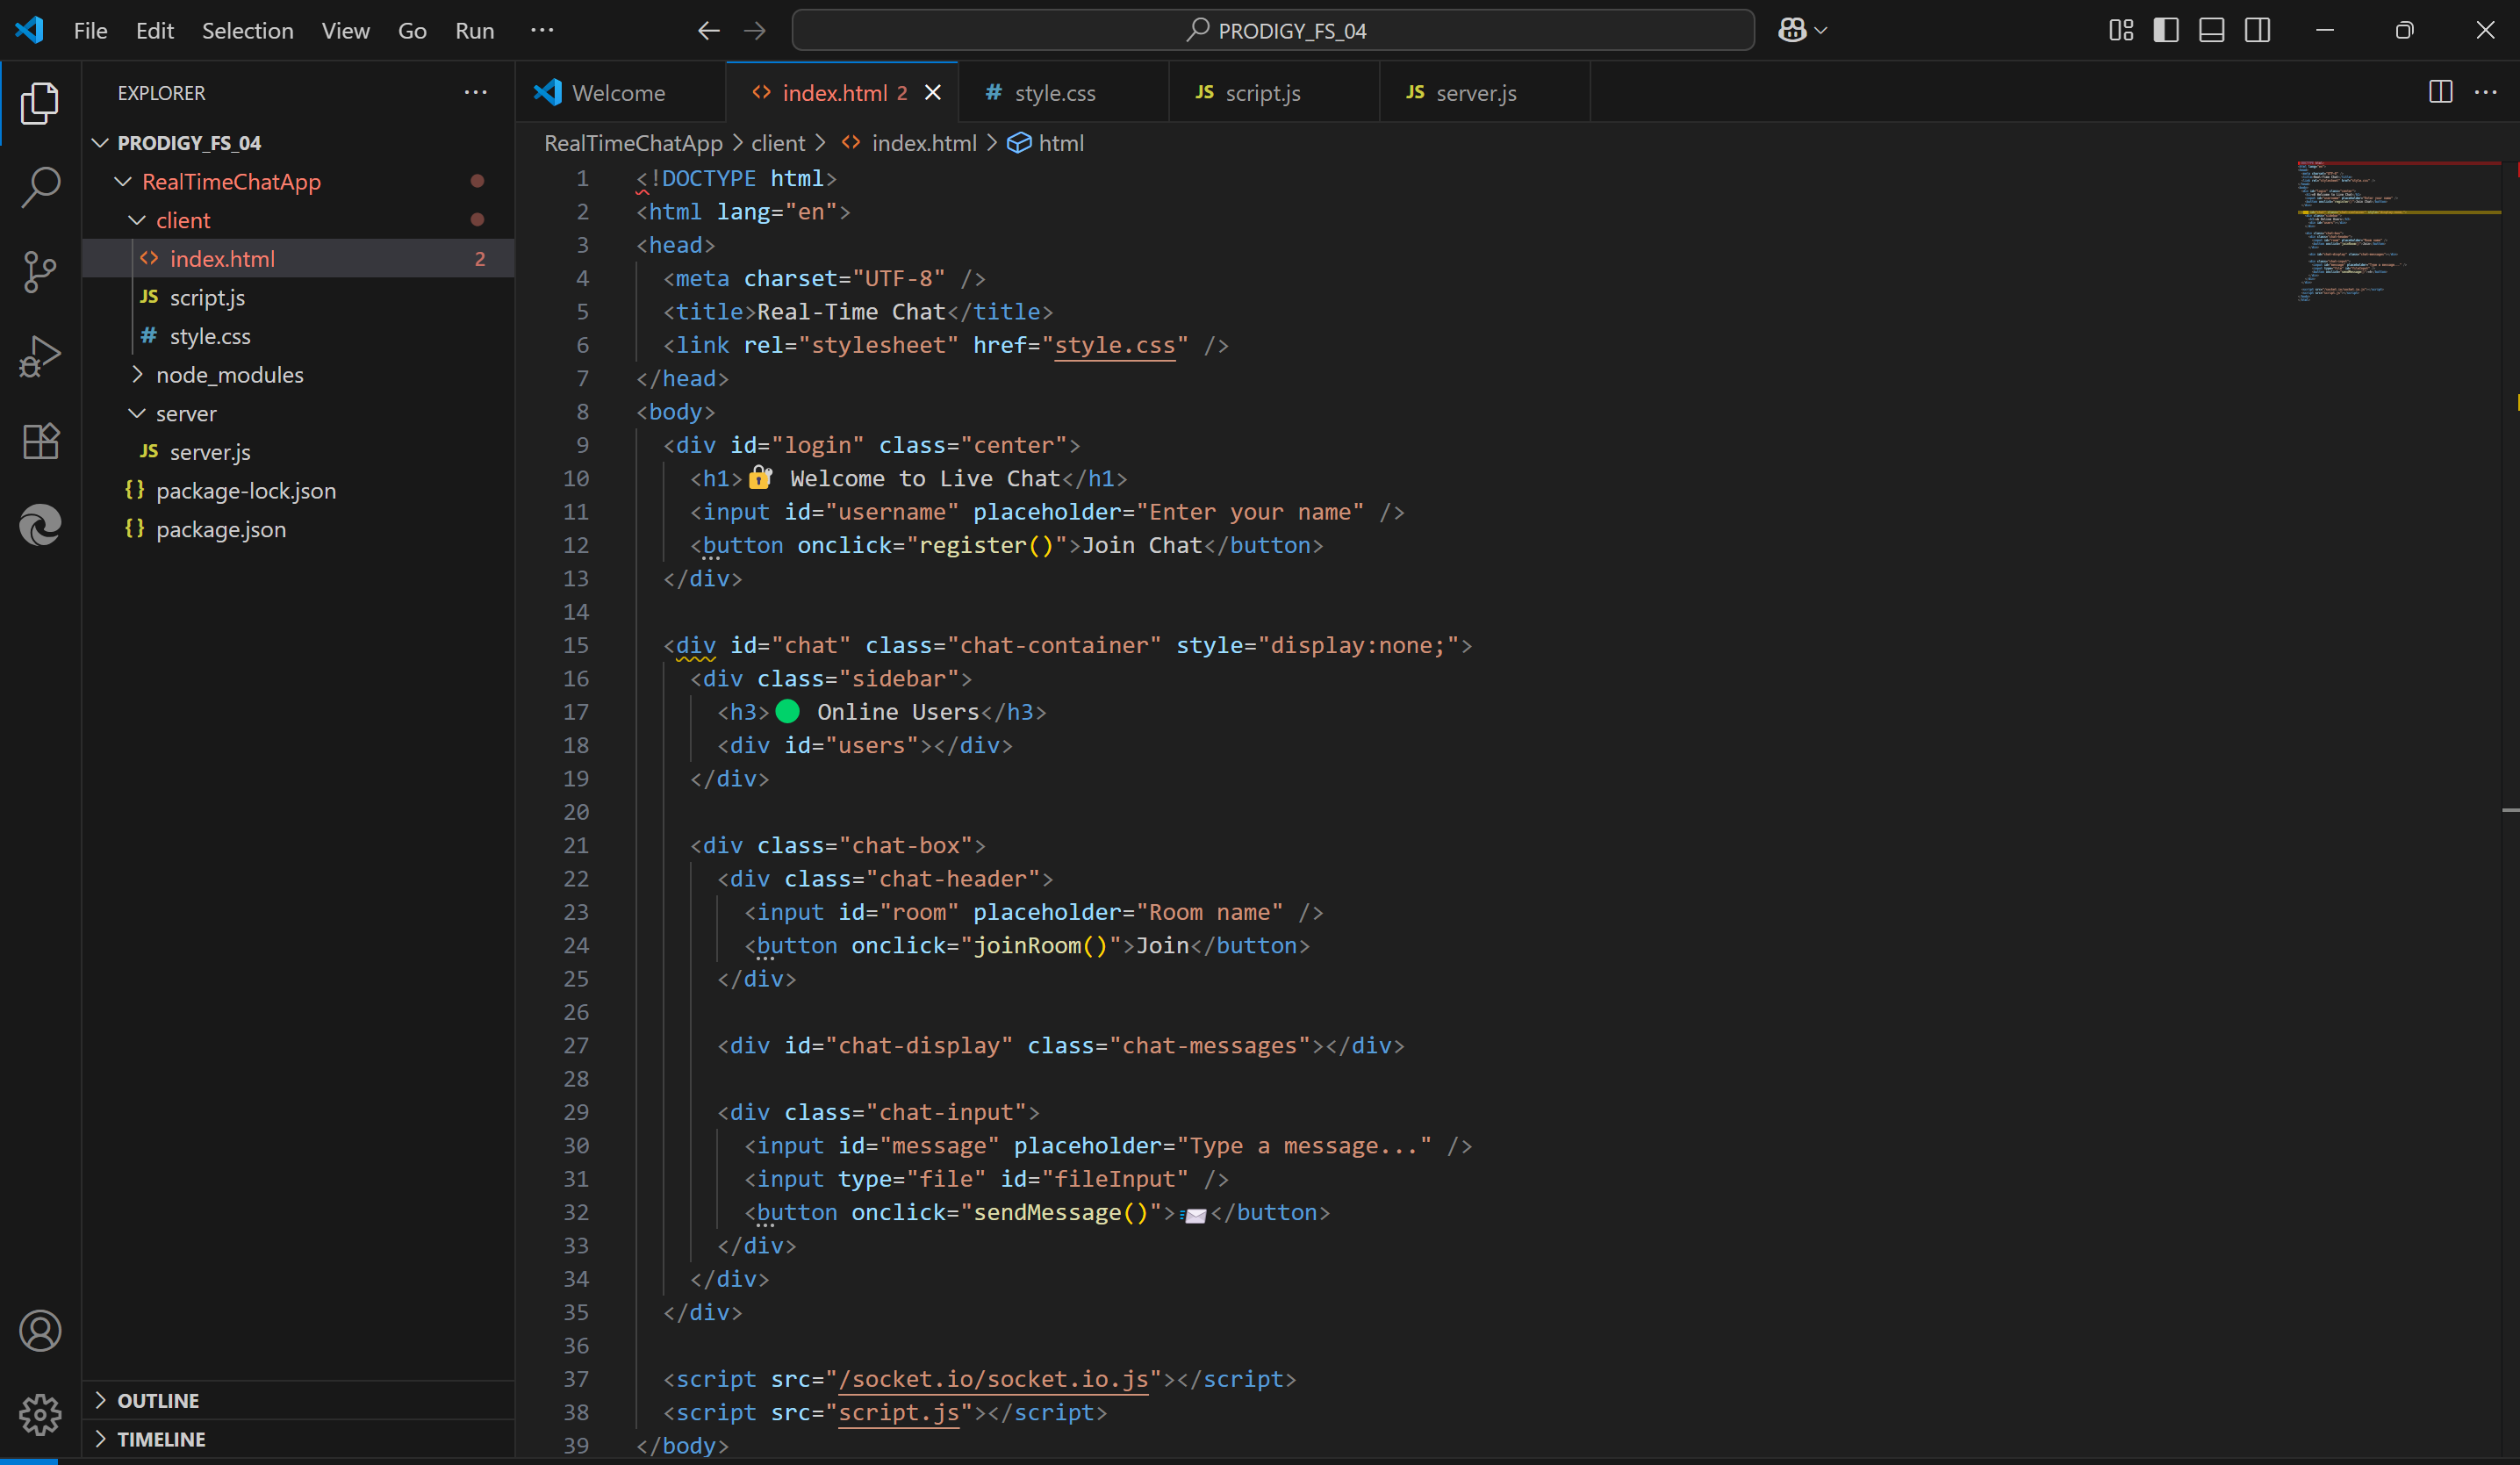 File Edit Selection View Go Run ··· PRODIGY_FS_04
EXPLORER ···
PRODIGY_FS_04
RealTimeChatApp
client
index.html 2
JS script.js
# style.css
node_modules
server
JS server.js
{} package-lock.json
{} package.json
OUTLINE
TIMELINE
Welcome
<> index.html 2
# style.css
JS script.js
JS server.js
RealTimeChatApp > client > <> index.html > html
1 <!DOCTYPE html>
2 <html lang="en">
3 <head>
4 <meta charset="UTF-8" />
5 <title>Real-Time Chat</title>
6 <link rel="stylesheet" href="style.css" />
7 </head>
8 <body>
9 <div id="login" class="center">
10 <h1>🔐 Welcome to Live Chat</h1>
11 <input id="username" placeholder="Enter your name" />
12 <button onclick="register()">Join Chat</button>
13 </div>
14
15 <div id="chat" class="chat-container" style="display:none;">
16 <div class="sidebar">
17 <h3>🟢 Online Users</h3>
18 <div id="users"></div>
19 </div>
20
21 <div class="chat-box">
22 <div class="chat-header">
23 <input id="room" placeholder="Room name" />
24 <button onclick="joinRoom()">Join</button>
25 </div>
26
27 <div id="chat-display" class="chat-messages"></div>
28
29 <div class="chat-input">
30 <input id="message" placeholder="Type a message..." />
31 <input type="file" id="fileInput" />
32 <button onclick="sendMessage()">📨</button>
33 </div>
34 </div>
35 </div>
36
37 <script src="/socket.io/socket.io.js"></script>
38 <script src="script.js"></script>
39 </body>